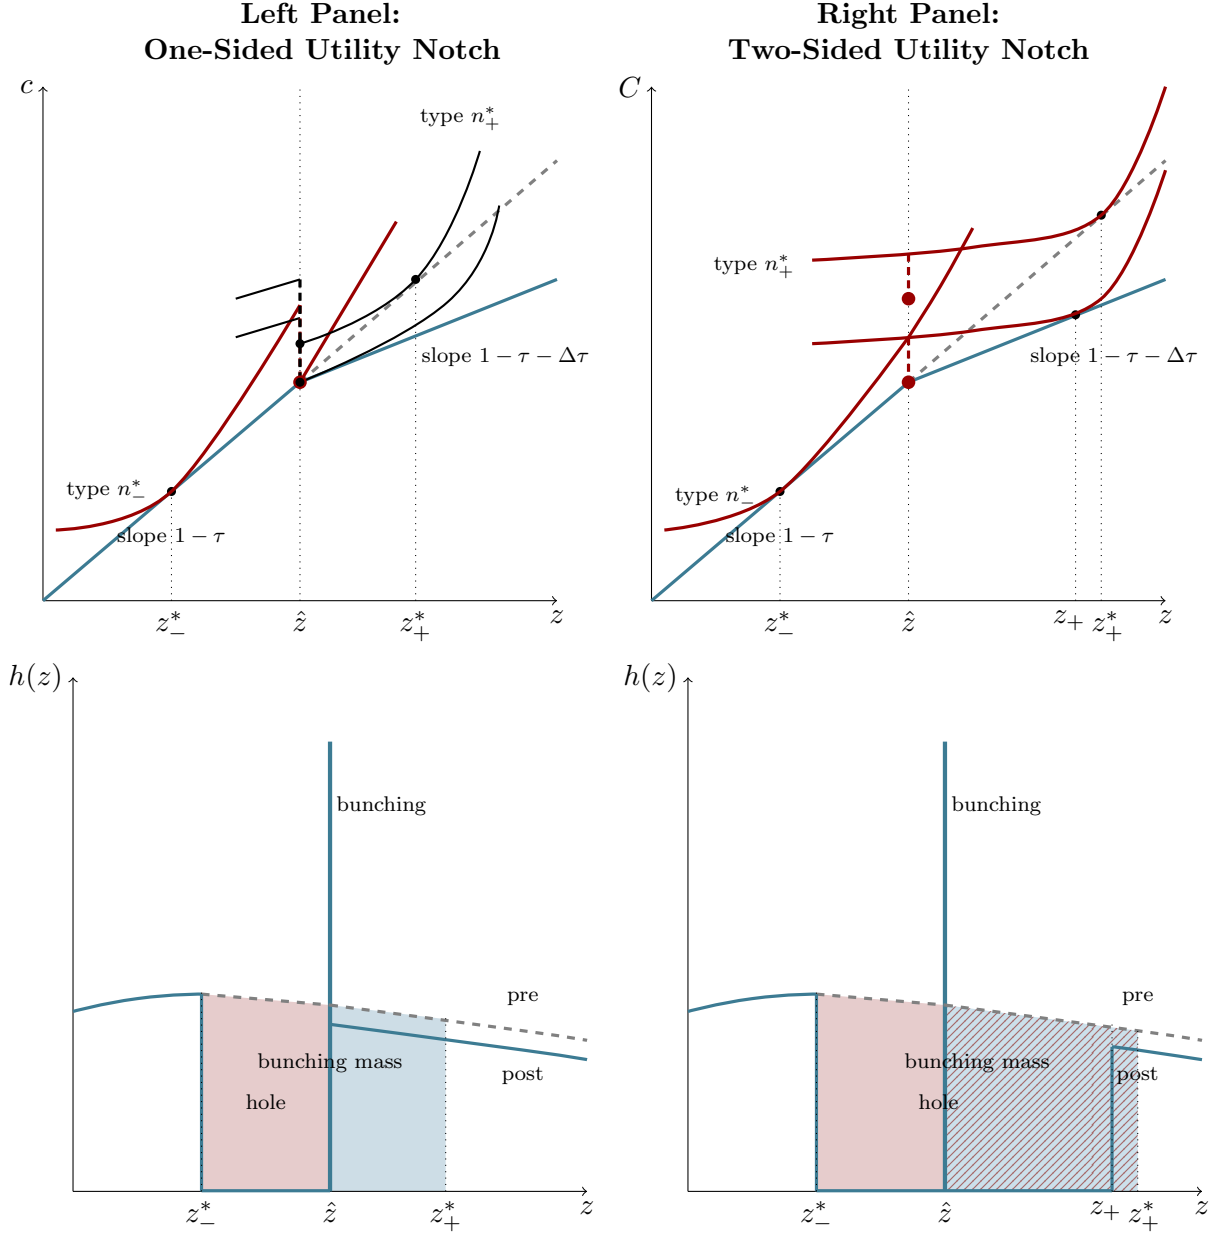 Left Panel:
One-Sided Utility Notch
Right Panel:
Two-Sided Utility Notch
c
type n*₊
slope 1 − τ − Δτ
type n*₋
slope 1 − τ
z*₋
ẑ
z*₊
z
C
type n*₊
slope 1 − τ − Δτ
type n*₋
slope 1 − τ
z*₋
ẑ
z₊
z*₊
z
h(z)
bunching
pre
bunching mass
post
hole
z*₋
ẑ
z*₊
z
h(z)
bunching
pre
bunching mass
post
hole
z*₋
ẑ
z₊
z*₊
z